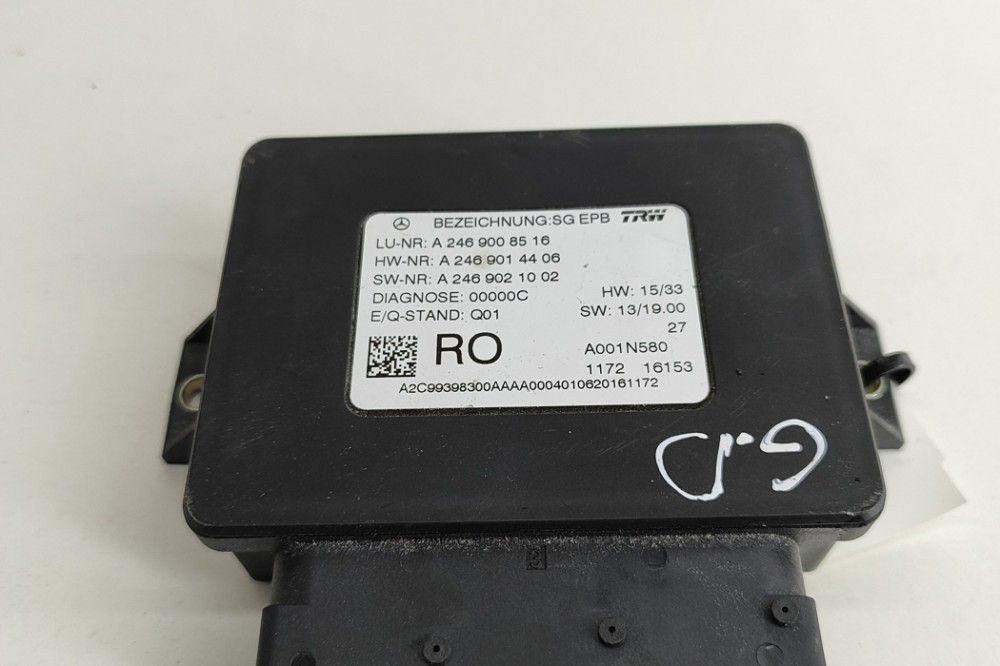 BEZEICHNUNG:SG EPB TRW
LU-NR: A 246 900 85 16
HW-NR: A 246 901 44 06
SW-NR: A 246 902 10 02
DIAGNOSE: 00000C HW: 15/33
E/Q-STAND: Q01 SW: 13/19.00
27
RO A001N580
1172 16153
A2C99398300AAAA0004010620161172
G.D